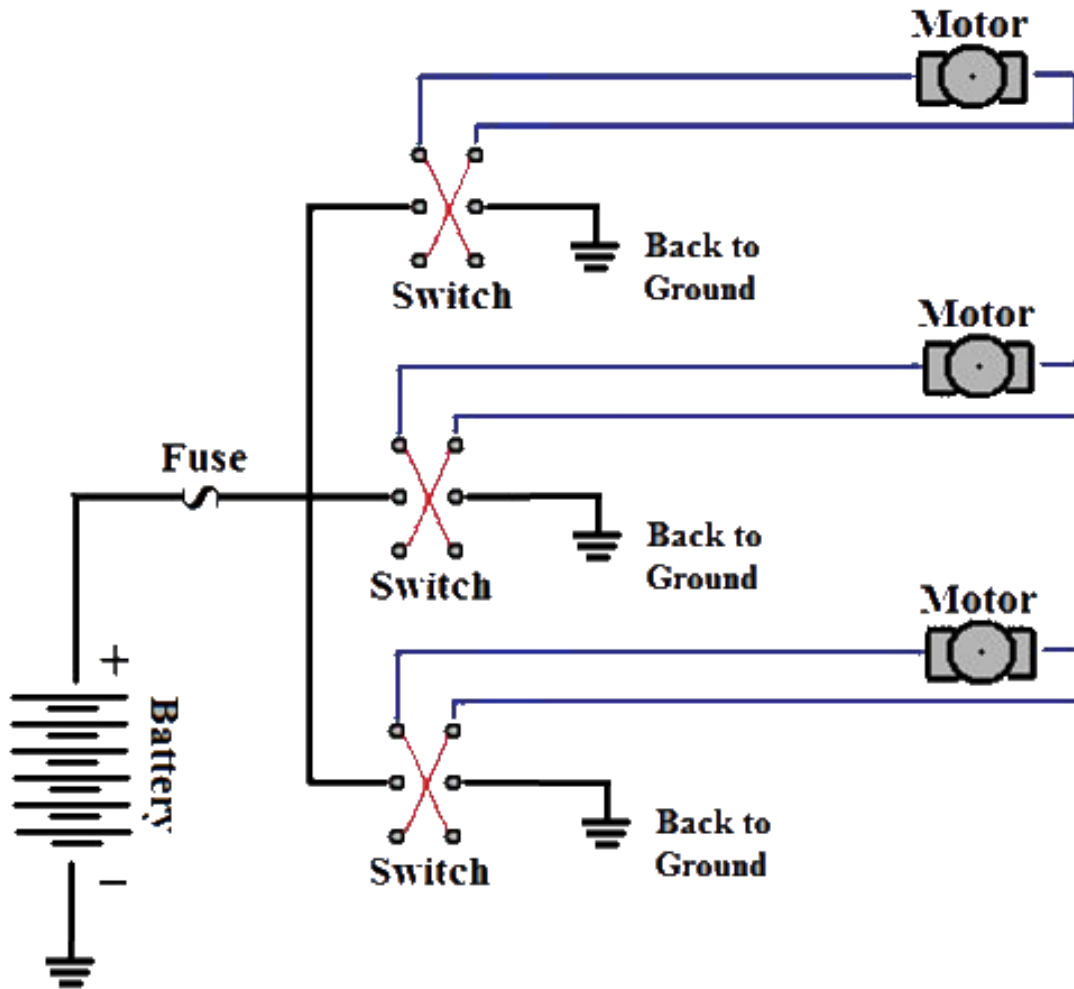 Motor
Back to
Ground
Switch
Motor
Fuse
Back to
Ground
Switch
Motor
+
Battery
Back to
Ground
Switch
−